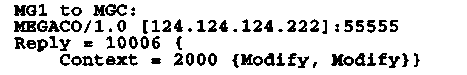 MG1 to MGC:
MEGACO/1.0 [124.124.124.222]:55555
Reply = 10006 {
Context = 2000 {Modify, Modify}}